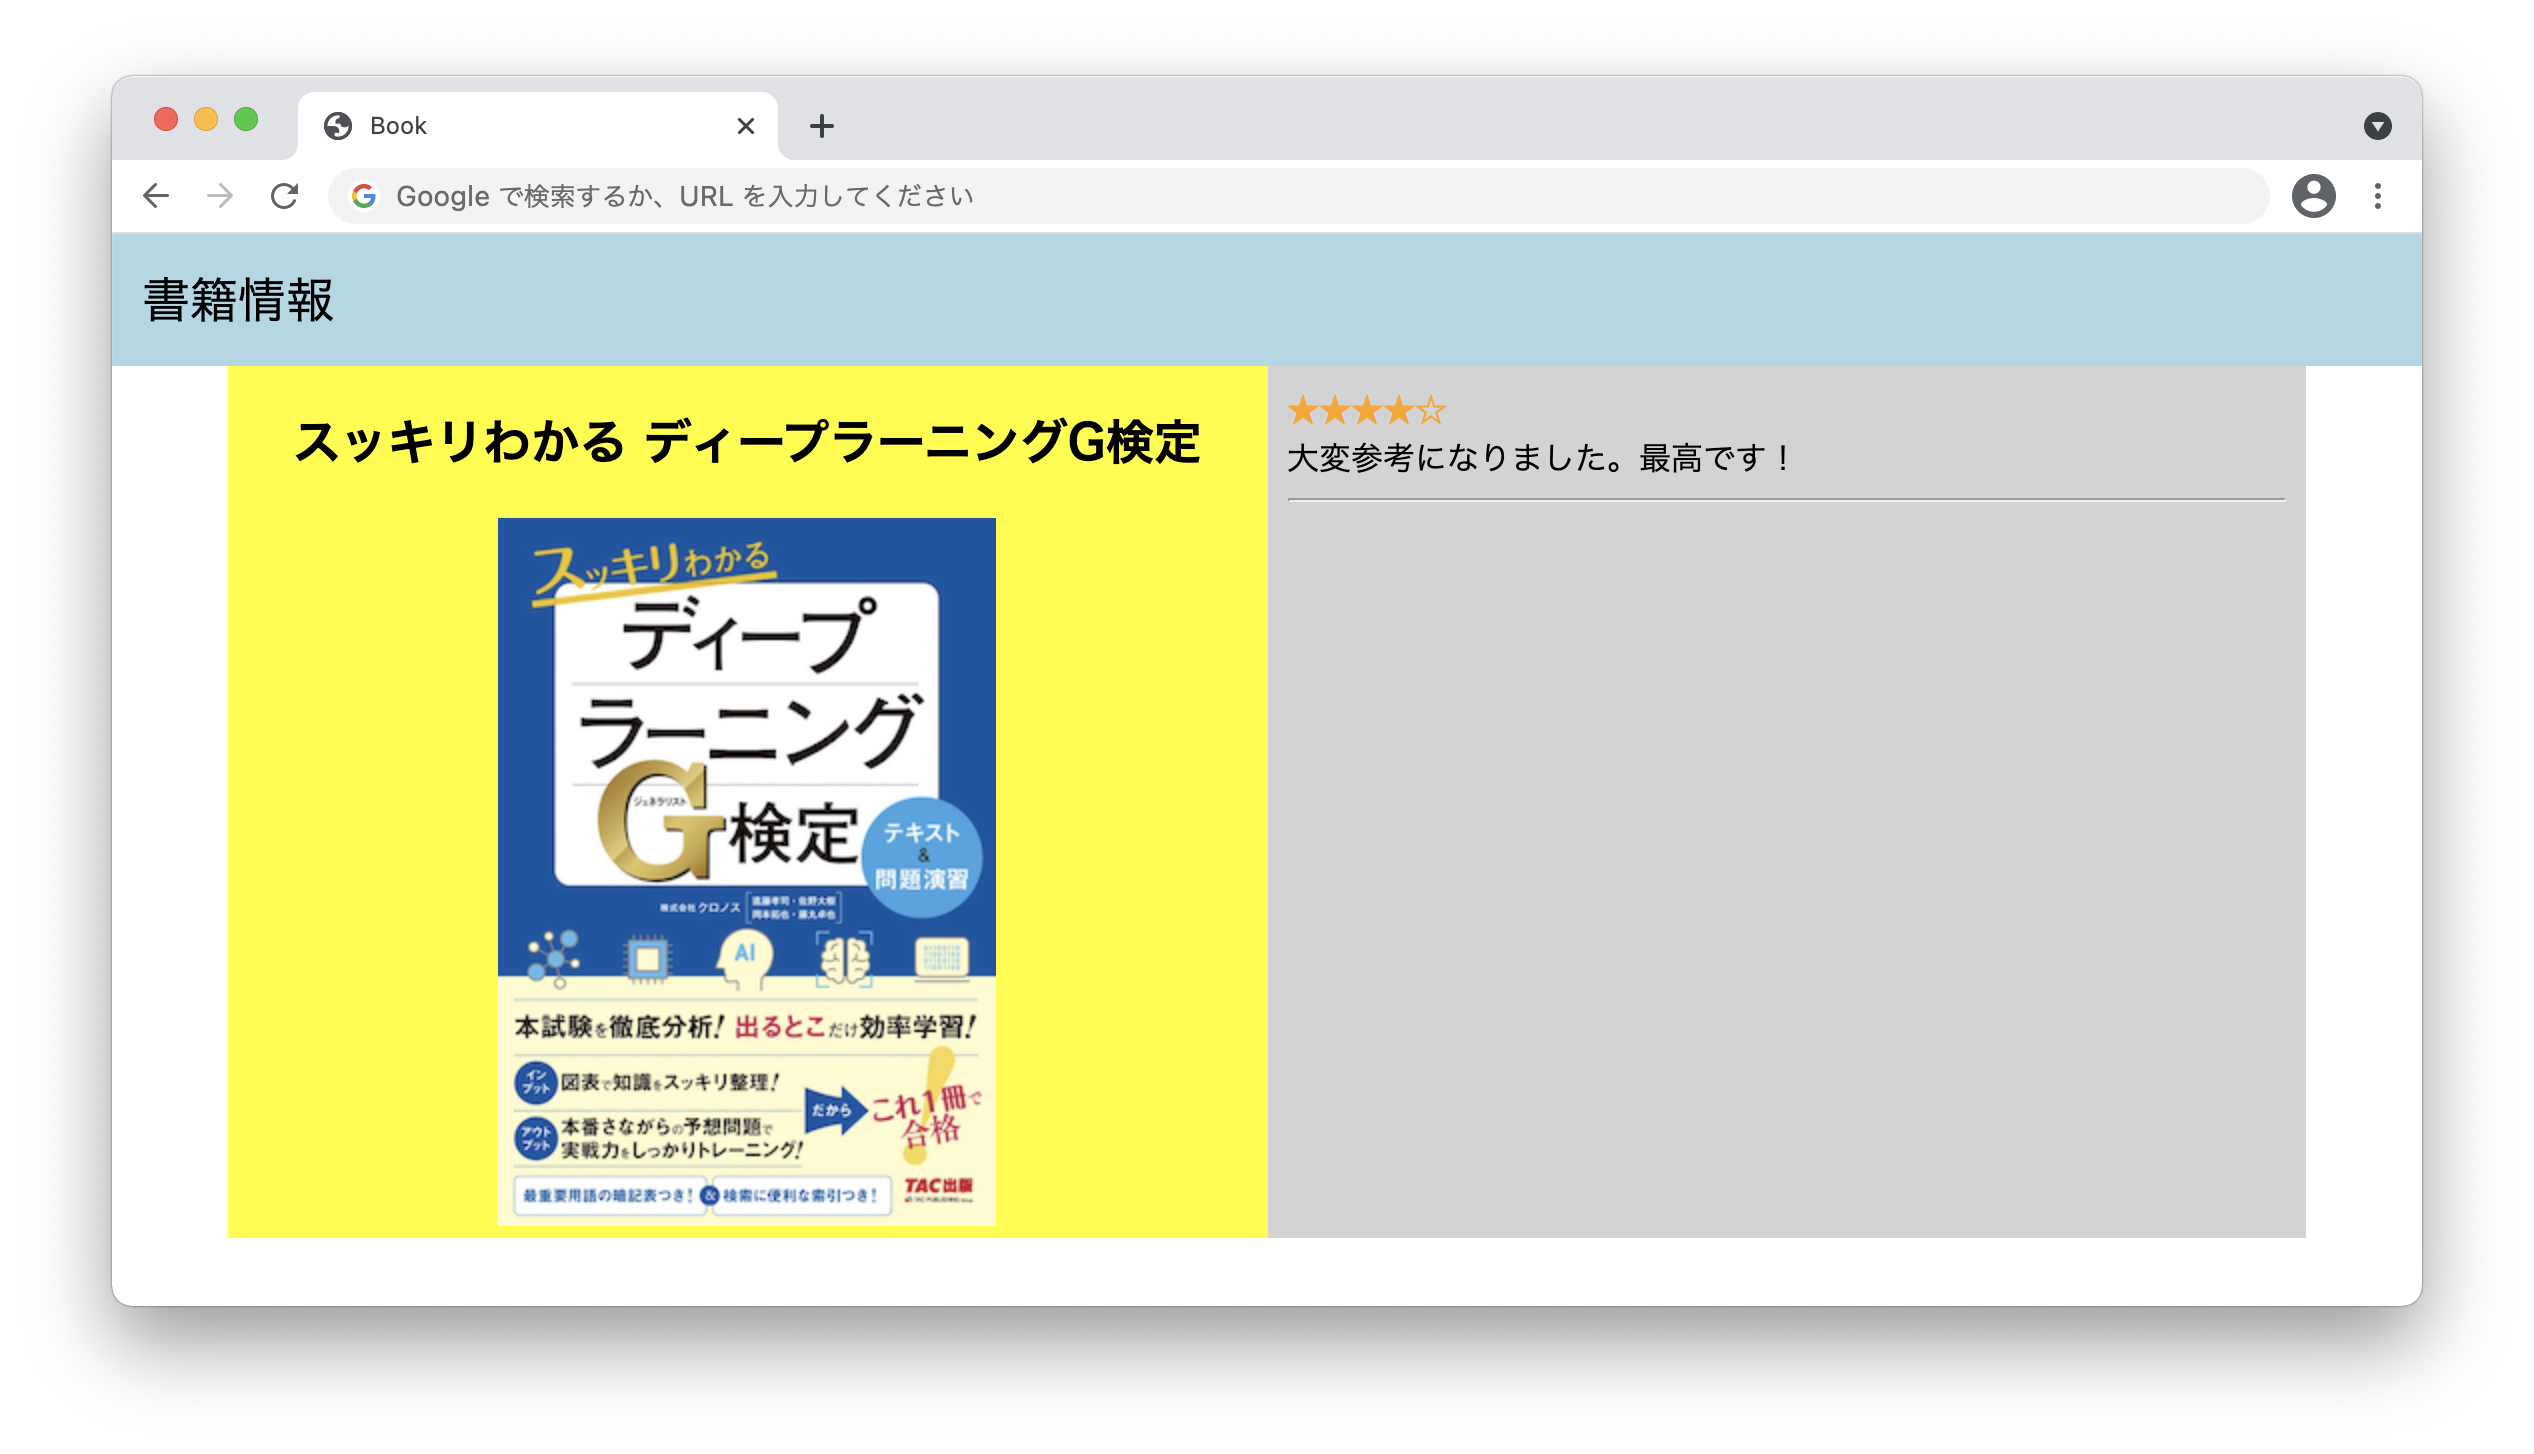 Book
Google で検索するか、URL を入力してください
書籍情報
スッキリわかる ディープラーニングG検定
スッキリわかる
ディープ
ラーニング
ジェネラリスト
G検定
テキスト
&
問題演習
株式会社クロノス
AI
本試験を徹底分析! 出るとこだけ効率学習!
イン
プット
図表で知識をスッキリ整理!
アウト
プット
本番さながらの予想問題で
実戦力をしっかりトレーニング!
だから
これ1冊で
合格
!
最重要用語の暗記表つき! & 検索に便利な索引つき!
TAC出版
★★★★☆
大変参考になりました。最高です！